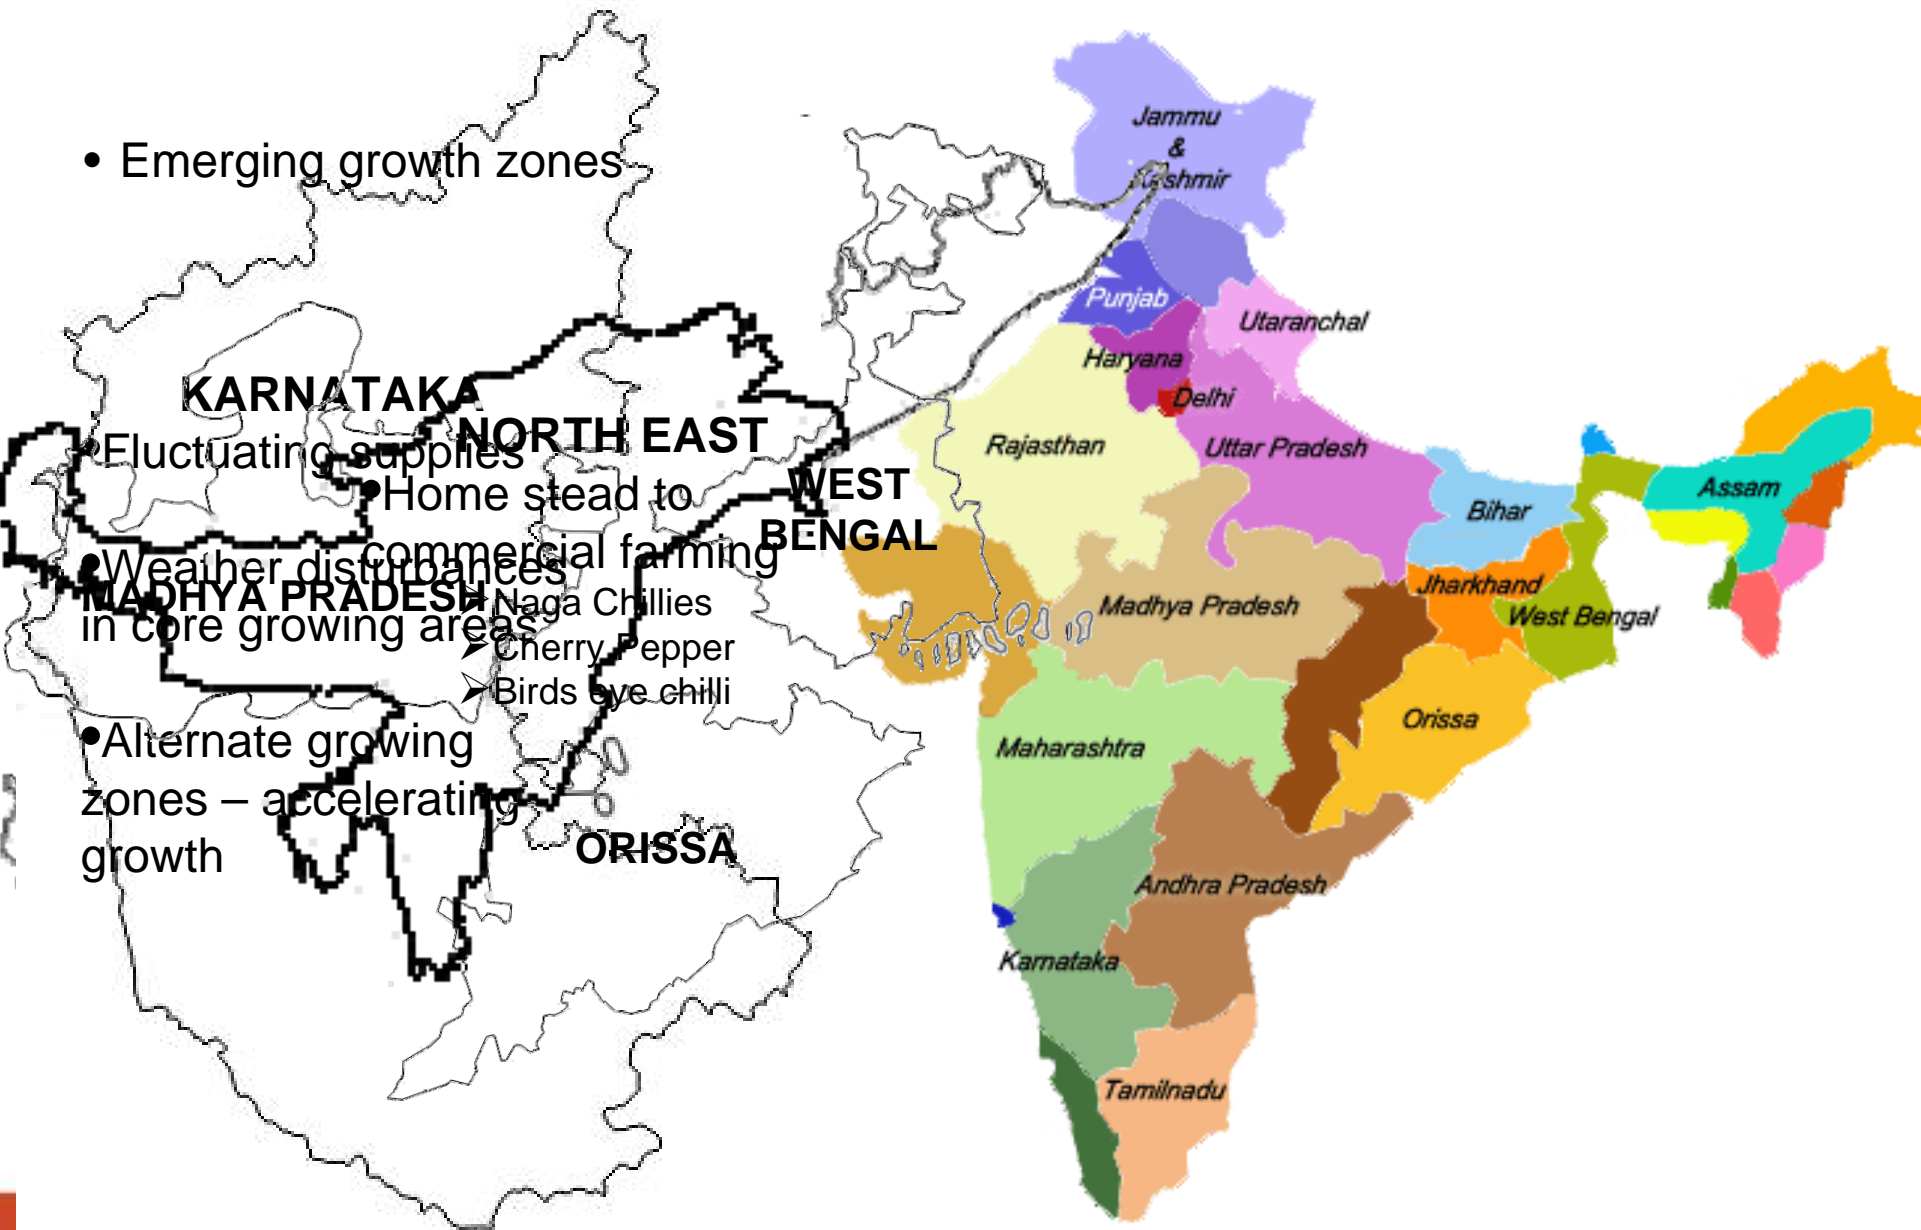 • Emerging growth zones
KARNATAKA
•Fluctuating supplies
•Weather disturbances
in core growing areas
•Alternate growing
zones – accelerating
growth
NORTH EAST
•Home stead to
commercial farming
➢Naga Chillies
➢Cherry Pepper
➢Birds eye chilli
MADHYA PRADESH
WEST
BENGAL
ORISSA
Jammu
&
Kashmir
Punjab
Utaranchal
Haryana
Delhi
Rajasthan
Uttar Pradesh
Bihar
Assam
Jharkhand
Madhya Pradesh
West Bengal
Orissa
Maharashtra
Andhra Pradesh
Karnataka
Tamilnadu